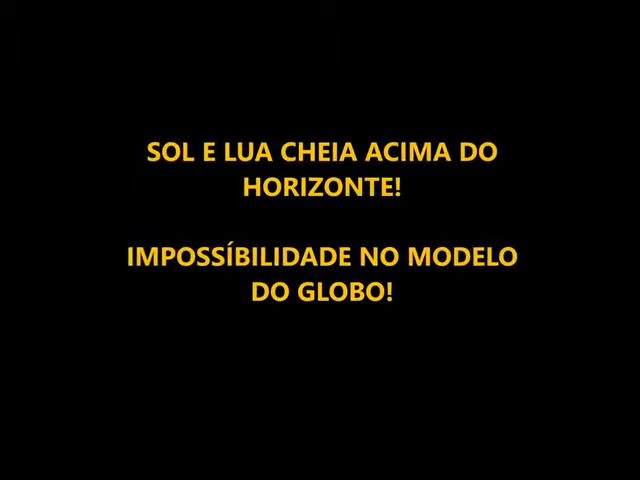 SOL E LUA CHEIA ACIMA DO
HORIZONTE!
IMPOSSÍBILIDADE NO MODELO
DO GLOBO!